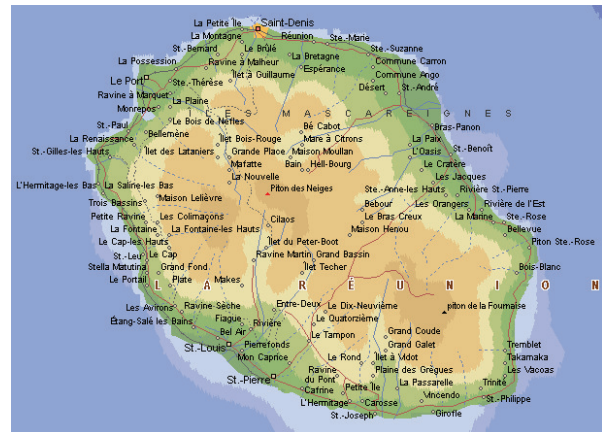 La Petite Île
Saint-Denis
La Montagne
Réunion
Ste.-Marie
St.-Bernard
Le Brûlé
La Bretagne
Ste.-Suzanne
La Possession
Ravine à Malheur
Espérance
Commune Carron
Le Port
Ste.-Thérèse
Îlet à Guillaume
Commune Ango
Ravine à Marquet
Désert
St.-André
Monrepos
La Plaine
ÎLES MASCAREIGNES
St.-Paul
Le Bois de Nèfles
Bé Cabot
Bras-Panon
La Renaissance
Bellemène
Îlet Bois-Rouge
Mare à Citrons
La Paix
St.-Benoît
St.-Gilles-les Hauts
Îlet des Lataniers
Grande Place
Maison Moullan
L'Oasis
Mafatte
Bain
Hell-Bourg
Le Cratère
La Nouvelle
Les Jacques
L'Hermitage-les Bas
La Saline-les Bas
Piton des Neiges
Ste.-Anne-les Hauts
Rivière St.-Pierre
Trois Bassins
Maison Lelièvre
Bebour
Les Orangers
Rivière de l'Est
Petite Ravine
Les Colimaçons
Cilaos
Le Bras Creux
La Marine
Ste.-Rose
La Fontaine
La Fontaine-les Hauts
Maison Henou
Bellevue
Le Cap-les Hauts
Îlet du Peter-Boot
Piton Ste.-Rose
St.-Leu
Le Cap
Ravine Martin
Grand Bassin
Stella Matutina
Grand Fond
Îlet Techer
Bois-Blanc
Le Portail
Plate
Makes
LA RÉUNION
Les Avirons
Ravine-Sèche
Entre-Deux
Le Dix-Neuvième
piton de la Fournaise
Étang-Salé les Bains
Fiague
Rivière
Le Quatorzième
Bel Air
Grand Coude
St.-Louis
Pierrefonds
Le Tampon
Grand Galet
Tremblet
Mon Caprice
Le Rond
Îlet à Vidot
Takamaka
St.-Pierre
Ravine
du Pont
Plaine des Grègues
Les Vacoas
Cafrine
Petite Île
La Passarelle
Trinité
L'Hermitage
Carosse
Vincendo
St.-Philippe
St.-Joseph
Girofle